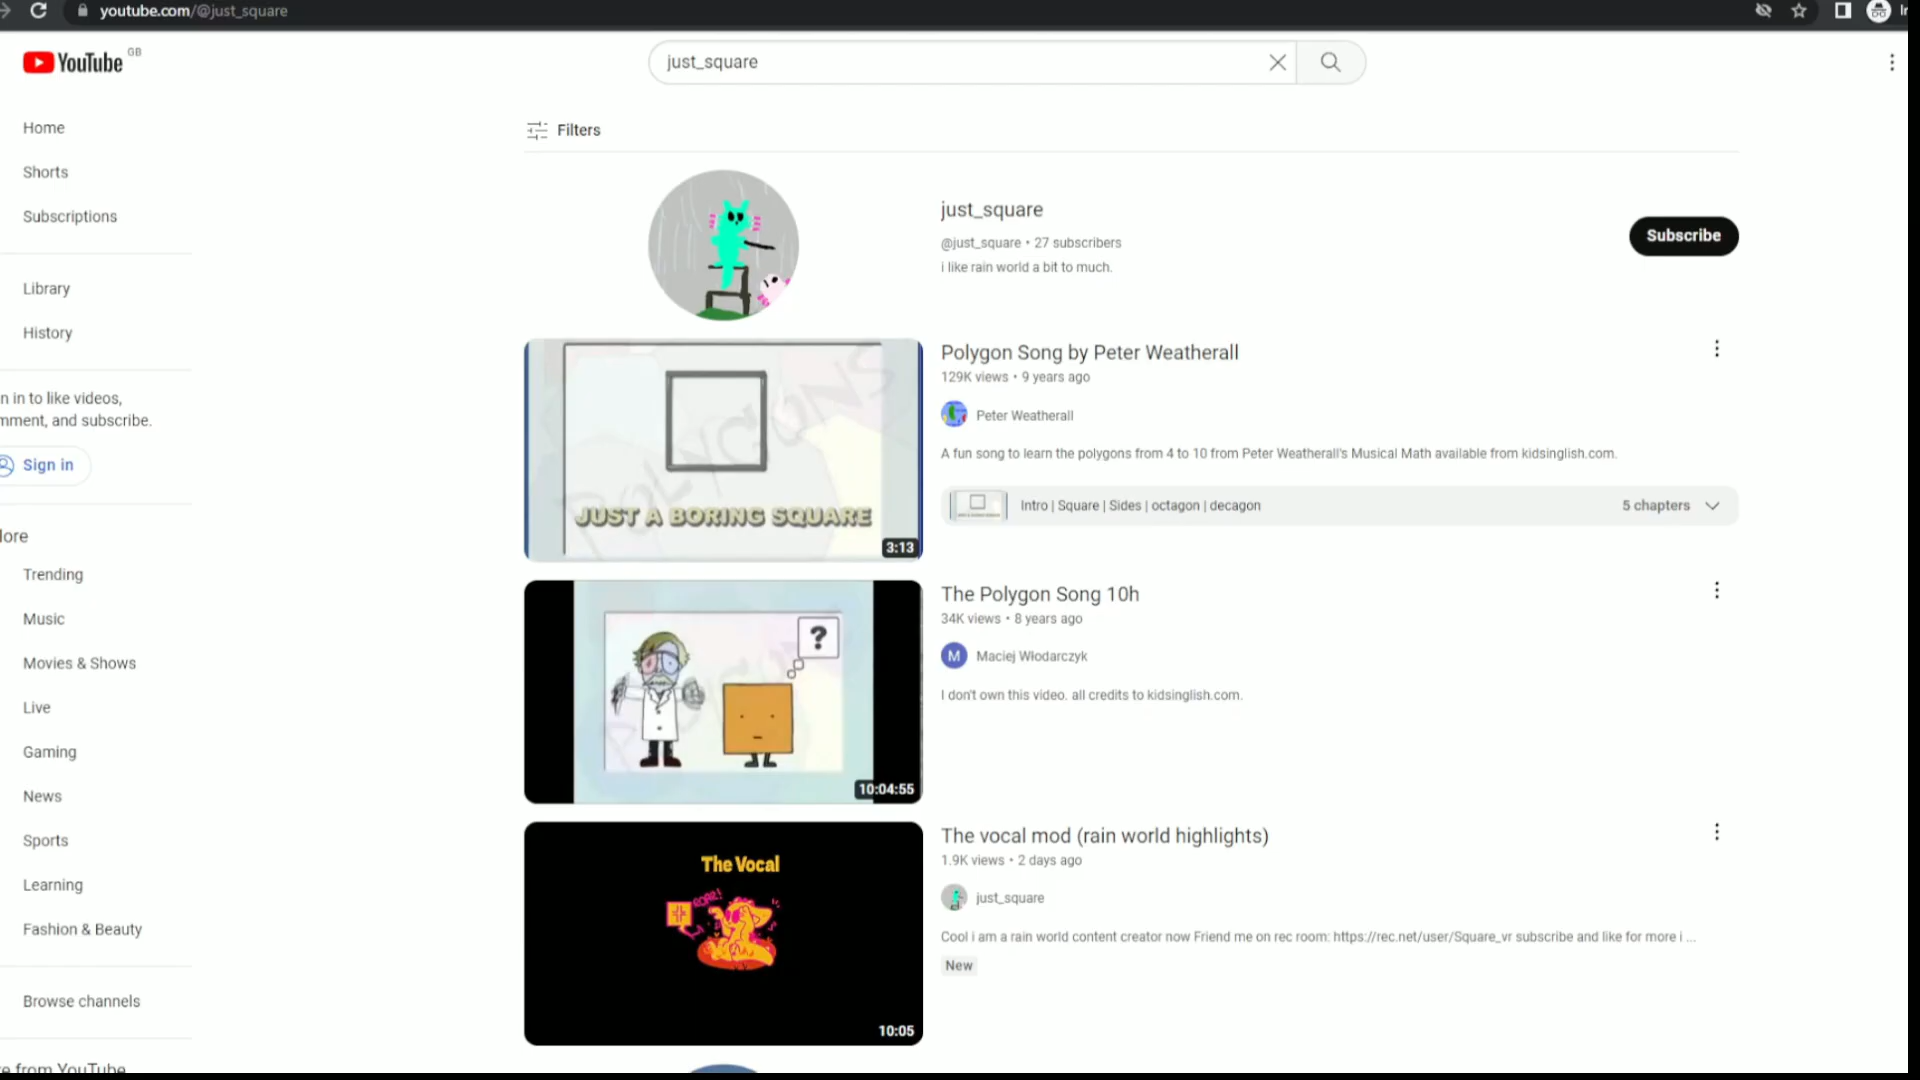 youtube.com/@just_square
YouTube GB
just_square
Home
Shorts
Subscriptions
Library
History
n in to like videos,
mment, and subscribe.
Sign in
lore
Trending
Music
Movies & Shows
Live
Gaming
News
Sports
Learning
Fashion & Beauty
Browse channels
e from YouTube
Filters
just_square
@just_square • 27 subscribers
i like rain world a bit to much.
Subscribe
POLYGONS
JUST A BORING SQUARE
3:13
Polygon Song by Peter Weatherall
129K views • 9 years ago
Peter Weatherall
A fun song to learn the polygons from 4 to 10 from Peter Weatherall's Musical Math available from kidsinglish.com.
Intro | Square | Sides | octagon | decagon
5 chapters
?
10:04:55
The Polygon Song 10h
34K views • 8 years ago
M Maciej Włodarczyk
I don't own this video. all credits to kidsinglish.com.
The Vocal
ROAR!
10:05
The vocal mod (rain world highlights)
1.9K views • 2 days ago
just_square
Cool i am a rain world content creator now Friend me on rec room: https://rec.net/user/Square_vr subscribe and like for more i ...
New